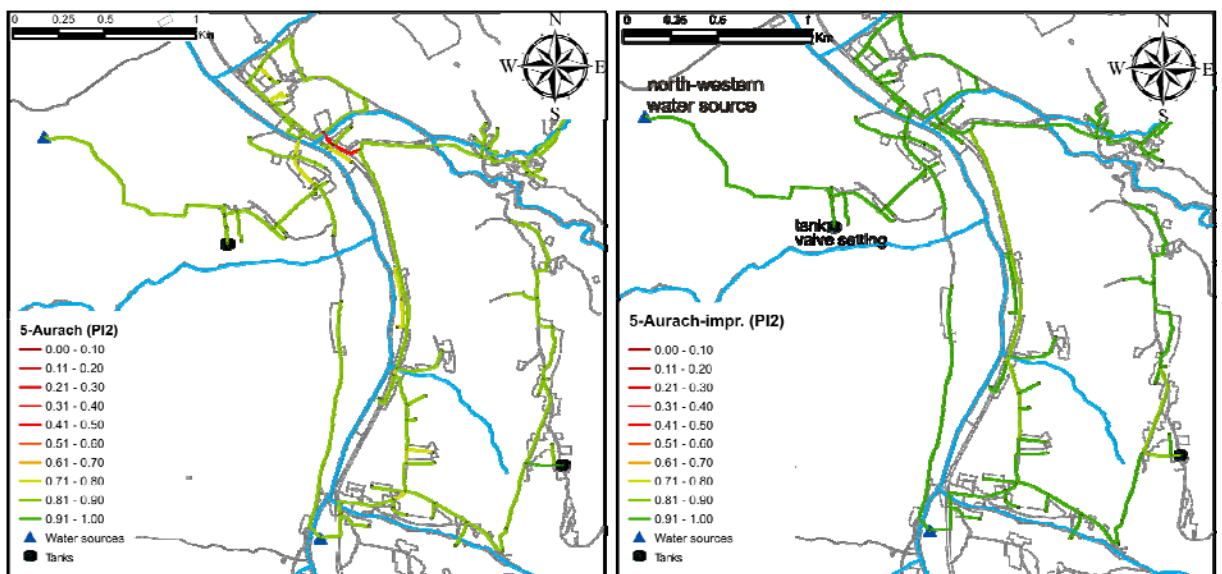 0 0.25 0.5 1
Km
N
W E
S
5-Aurach (PI2)
0.00 - 0.10
0.11 - 0.20
0.21 - 0.30
0.31 - 0.40
0.41 - 0.50
0.51 - 0.60
0.61 - 0.70
0.71 - 0.80
0.81 - 0.90
0.91 - 1.00
Water sources
Tanks
0 0.25 0.5 1
Km
N
W E
S
north-western
water source
tanks
valve setting
5-Aurach-impr. (PI2)
0.00 - 0.10
0.11 - 0.20
0.21 - 0.30
0.31 - 0.40
0.41 - 0.50
0.51 - 0.60
0.61 - 0.70
0.71 - 0.80
0.81 - 0.90
0.91 - 1.00
Water sources
Tanks